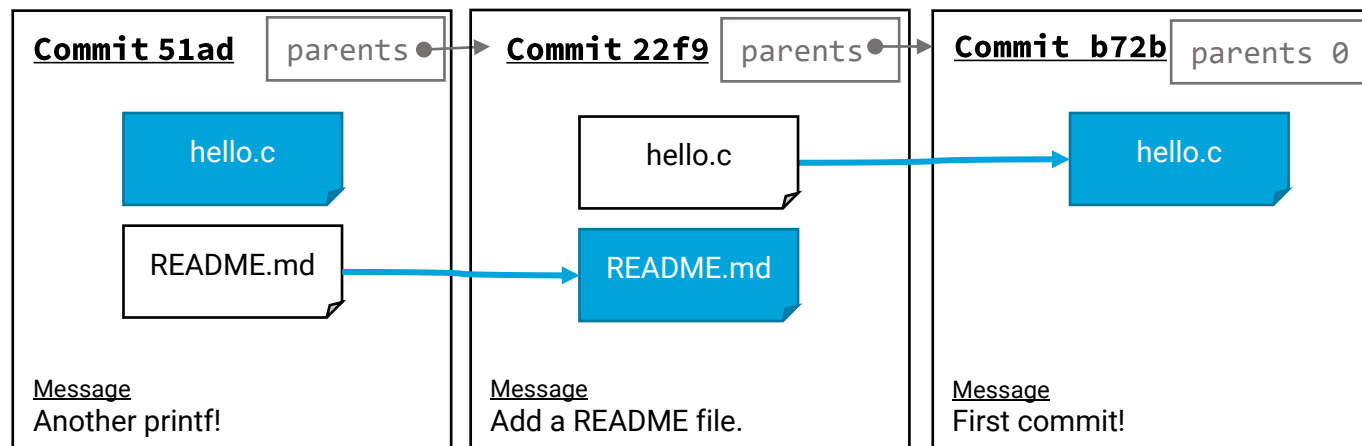 Commit 51ad
parents
hello.c
README.md
Message
Another printf!
Commit 22f9
parents
hello.c
README.md
Message
Add a README file.
Commit b72b
parents 0
hello.c
Message
First commit!